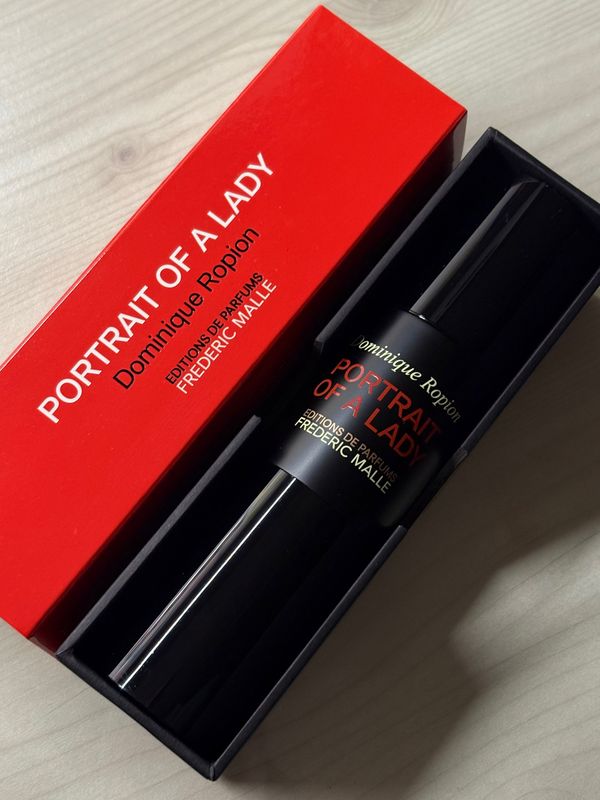 PORTRAIT OF A LADY
Dominique Ropion
EDITIONS DE PARFUMS
FREDERIC MALLE
Dominique Ropion
PORTRAIT
OF A LADY
EDITIONS DE PARFUMS
FREDERIC MALLE